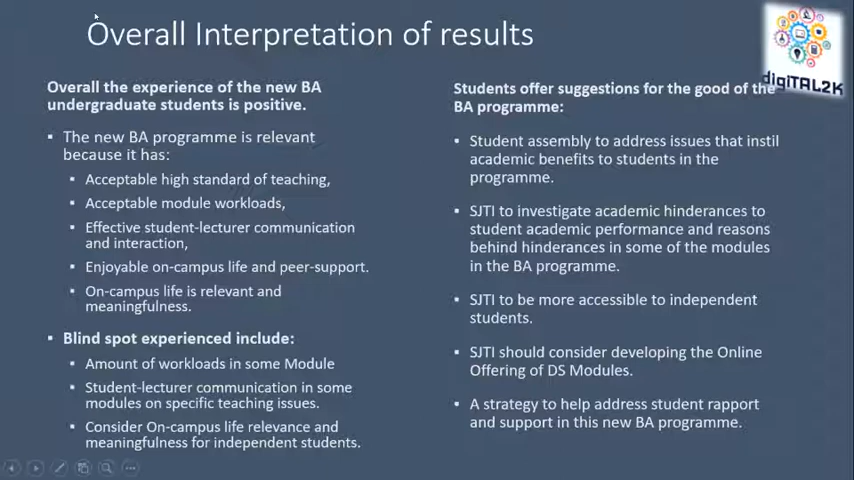 Overall Interpretation of results
digiTAL2K
Overall the experience of the new BA
undergraduate students is positive.
▪ The new BA programme is relevant
because it has:
▪ Acceptable high standard of teaching,
▪ Acceptable module workloads,
▪ Effective student-lecturer communication
and interaction,
▪ Enjoyable on-campus life and peer-support.
▪ On-campus life is relevant and
meaningfulness.
▪ Blind spot experienced include:
▪ Amount of workloads in some Module
▪ Student-lecturer communication in some
modules on specific teaching issues.
▪ Consider On-campus life relevance and
meaningfulness for independent students.
Students offer suggestions for the good of the
BA programme:
▪ Student assembly to address issues that instil
academic benefits to students in the
programme.
▪ SJTI to investigate academic hinderances to
student academic performance and reasons
behind hinderances in some of the modules
in the BA programme.
▪ SJTI to be more accessible to independent
students.
▪ SJTI should consider developing the Online
Offering of DS Modules.
▪ A strategy to help address student rapport
and support in this new BA programme.